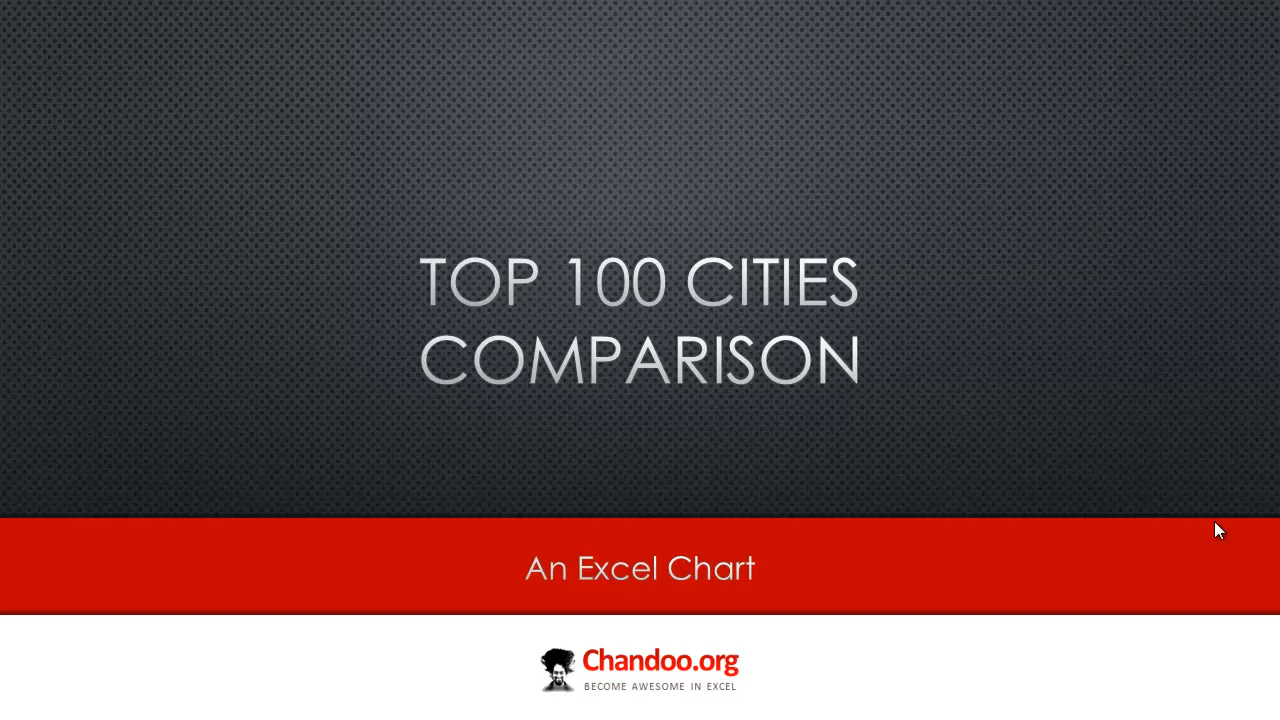 TOP 100 CITIES
COMPARISON
An Excel Chart
Chandoo.org
BECOME AWESOME IN EXCEL